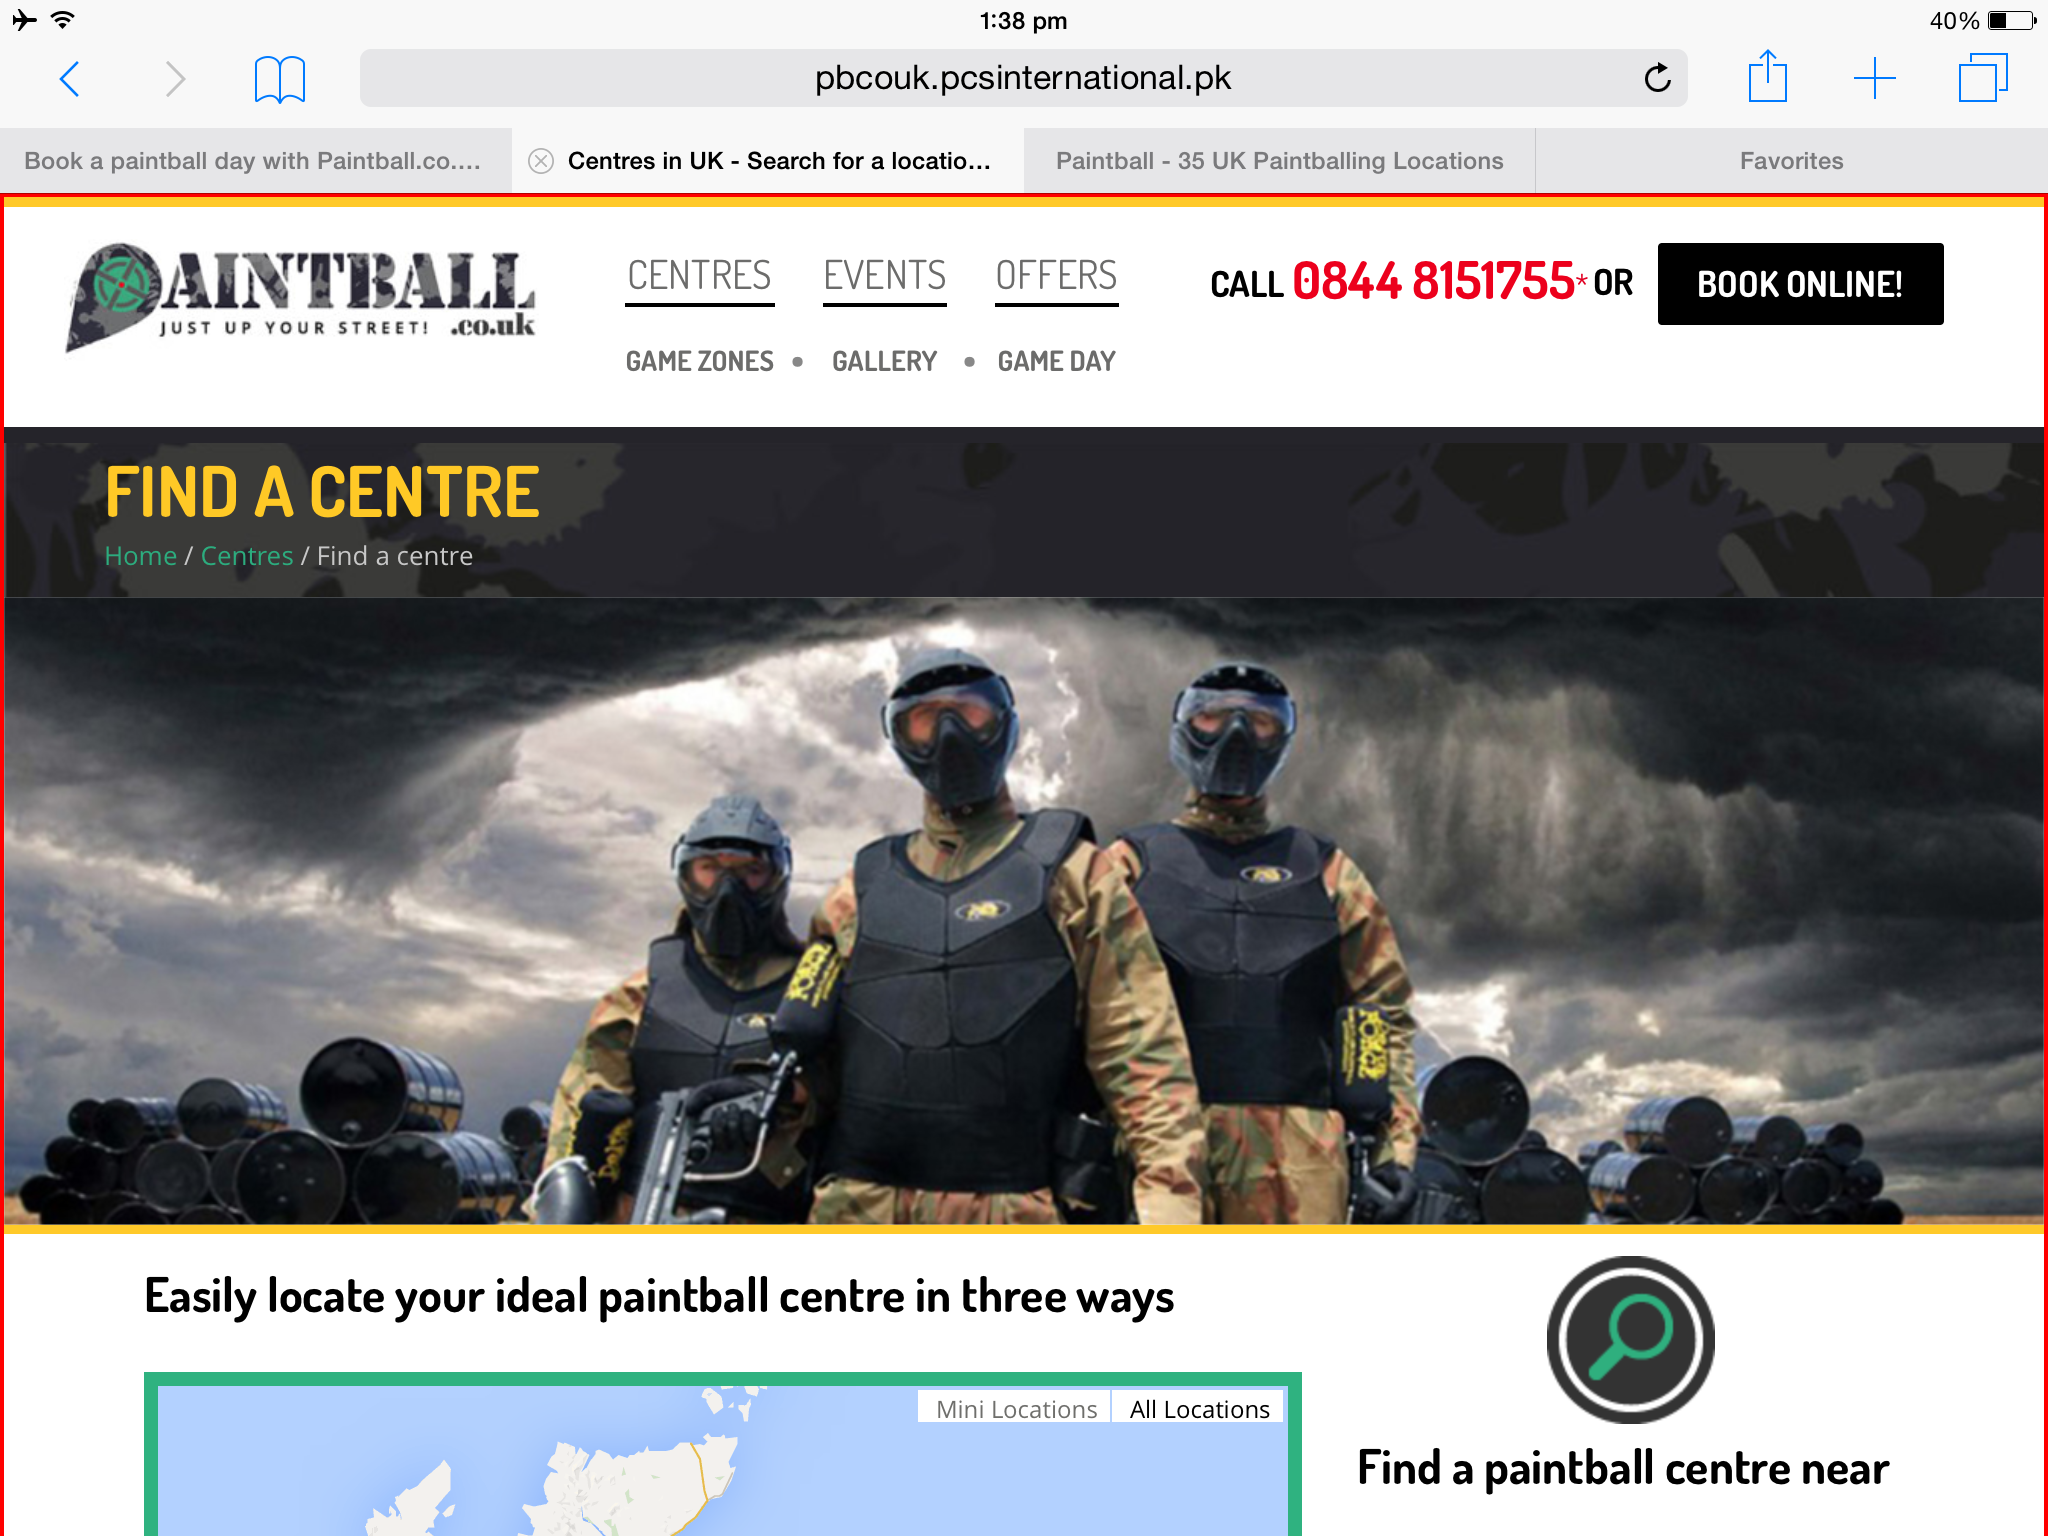 1:38 pm
40%
pbcouk.pcsinternational.pk
Book a paintball day with Paintball.co....
Centres in UK - Search for a locatio...
Paintball - 35 UK Paintballing Locations
Favorites
PAINTBALL
JUST UP YOUR STREET! .co.uk
CENTRES EVENTS OFFERS
CALL 0844 8151755* OR
BOOK ONLINE!
GAME ZONES • GALLERY • GAME DAY
FIND A CENTRE
Home / Centres / Find a centre
Easily locate your ideal paintball centre in three ways
Mini Locations
All Locations
Find a paintball centre near